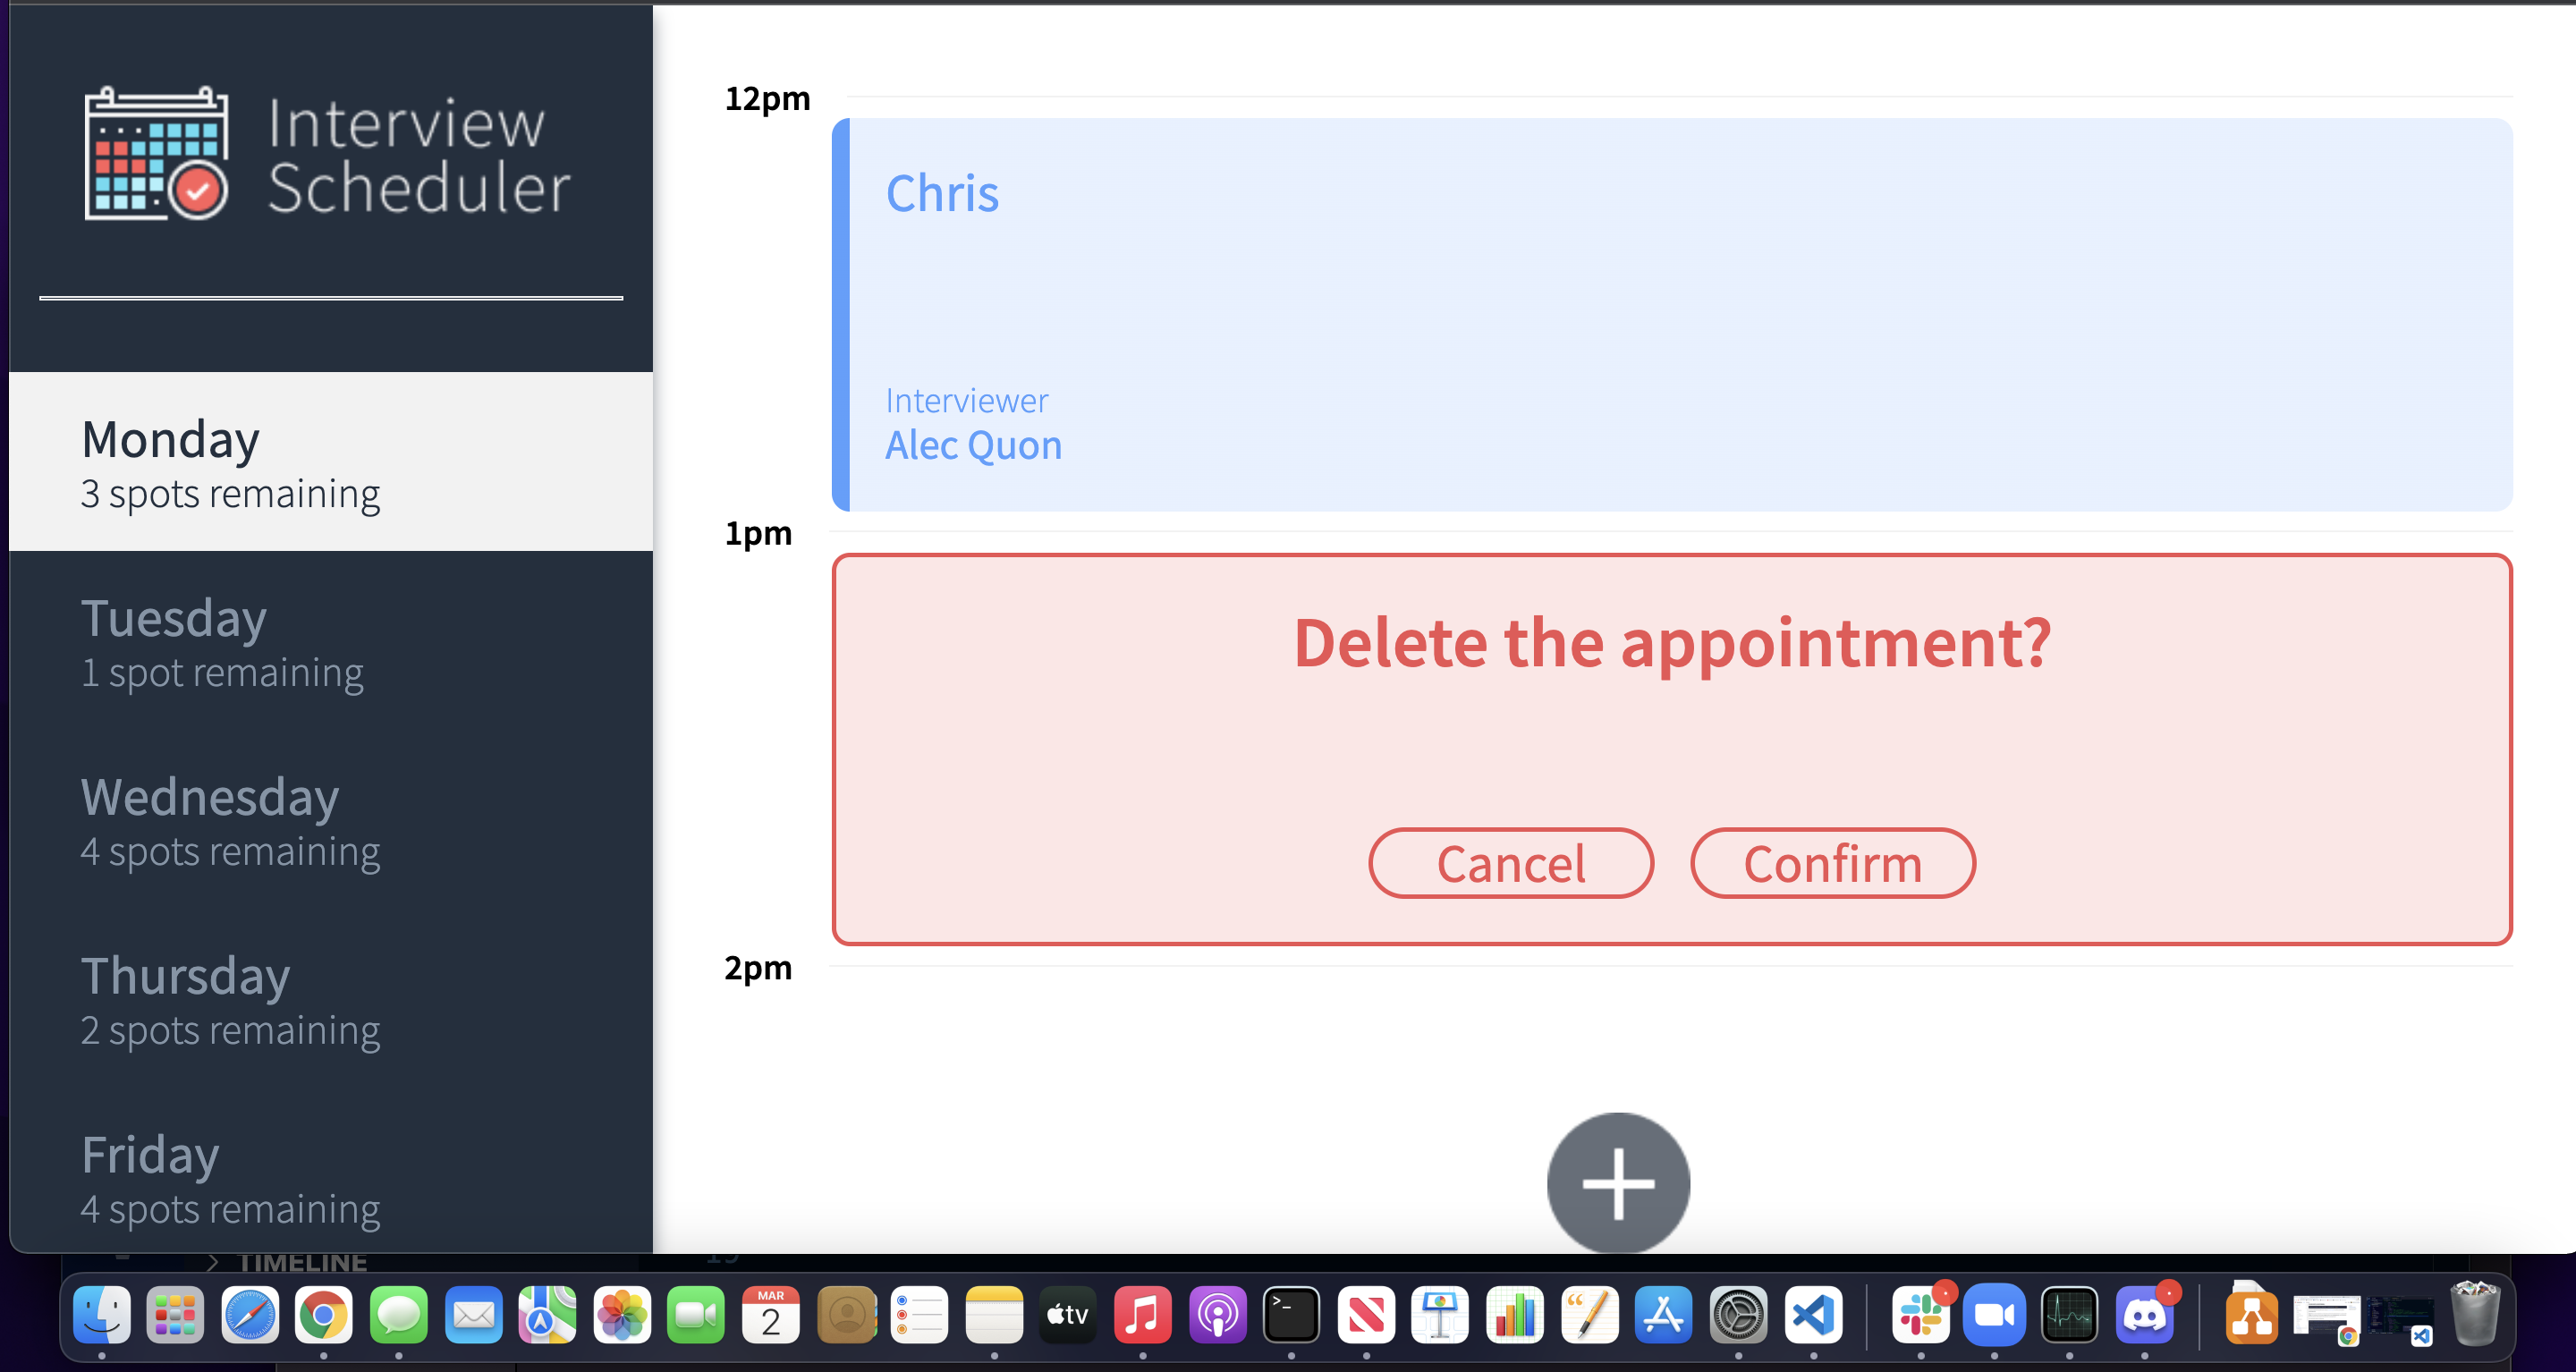 Interview
Scheduler
Monday
3 spots remaining
Tuesday
1 spot remaining
Wednesday
4 spots remaining
Thursday
2 spots remaining
Friday
4 spots remaining
12pm
Chris
Interviewer
Alec Quon
1pm
Delete the appointment?
Cancel
Confirm
2pm
TIMELINE
19
MAR
2
tv